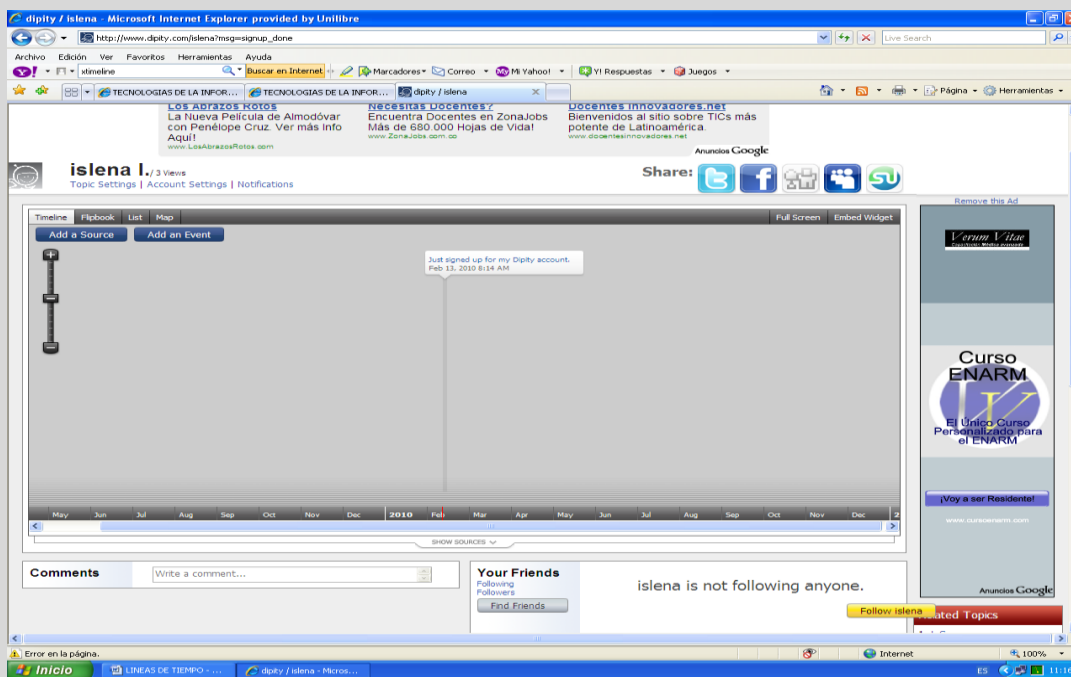 dipity / islena - Microsoft Internet Explorer provided by Unilibre
http://www.dipity.com/islena?msg=signup_done
Live Search
Archivo Edición Ver Favoritos Herramientas Ayuda
Y! xtimeline Buscar en Internet Marcadores Correo My Mi Yahoo! Y! Respuestas Juegos
TECNOLOGIAS DE LA INFOR... TECNOLOGIAS DE LA INFOR... dipity / islena Página Herramientas
Los Abrazos Rotos
La Nueva Película de Almodóvar
con Penélope Cruz. Ver más Info
Aquí!
www.LosAbrazosRotos.com
Necesitas Docentes?
Encuentra Docentes en ZonaJobs
Más de 680.000 Hojas de Vida!
www.ZonaJobs.com.co
Docentes Innovadores.net
Bienvenidos al sitio sobre TICs más
potente de Latinoamérica.
www.docentesinnovadores.net
Anuncios Google
islena l. / 3 Views
Topic Settings | Account Settings | Notifications
Share:
Remove this Ad
Timeline Flipbook List Map Full Screen Embed Widget
Add a Source Add an Event
Just signed up for my Dipity account.
Feb 13, 2010 8:14 AM
May Jun Jul Aug Sep Oct Nov Dec 2010 Feb Mar Apr May Jun Jul Aug Sep Oct Nov Dec 2
SHOW SOURCES
Verum Vitae
Curso
ENARM
El Único Curso
Personalizado para
el ENARM
¡Voy a ser Residente!
www.cursoenarm.com
Anuncios Google
Comments Write a comment...
Your Friends
Following
Followers
Find Friends
islena is not following anyone.
Follow islena
ated Topics
Error en la página. Internet 100%
Inicio LINEAS DE TIEMPO - ... dipity / islena - Micros... ES 11:16